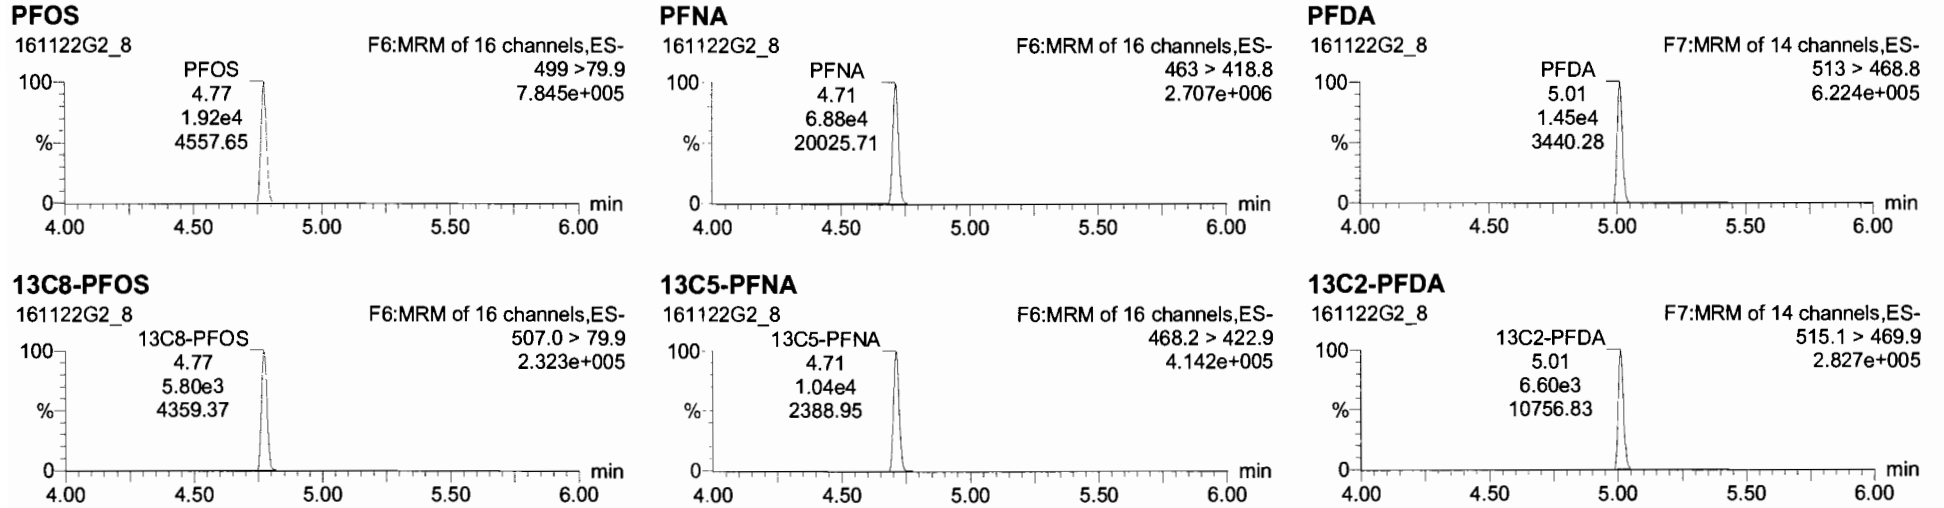 PFOS
161122G2_8
F6:MRM of 16 channels,ES-
499 >79.9
7.845e+005
PFOS
4.77
1.92e4
4557.65
100
%
0
min
4.00 4.50 5.00 5.50 6.00
PFNA
161122G2_8
F6:MRM of 16 channels,ES-
463 > 418.8
2.707e+006
PFNA
4.71
6.88e4
20025.71
100
%
0
min
4.00 4.50 5.00 5.50 6.00
PFDA
161122G2_8
F7:MRM of 14 channels,ES-
513 > 468.8
6.224e+005
PFDA
5.01
1.45e4
3440.28
100
%
0
min
4.00 4.50 5.00 5.50 6.00
13C8-PFOS
161122G2_8
F6:MRM of 16 channels,ES-
507.0 > 79.9
2.323e+005
13C8-PFOS
4.77
5.80e3
4359.37
100
%
0
min
4.00 4.50 5.00 5.50 6.00
13C5-PFNA
161122G2_8
F6:MRM of 16 channels,ES-
468.2 > 422.9
4.142e+005
13C5-PFNA
4.71
1.04e4
2388.95
100
%
0
min
4.00 4.50 5.00 5.50 6.00
13C2-PFDA
161122G2_8
F7:MRM of 14 channels,ES-
515.1 > 469.9
2.827e+005
13C2-PFDA
5.01
6.60e3
10756.83
100
%
0
min
4.00 4.50 5.00 5.50 6.00